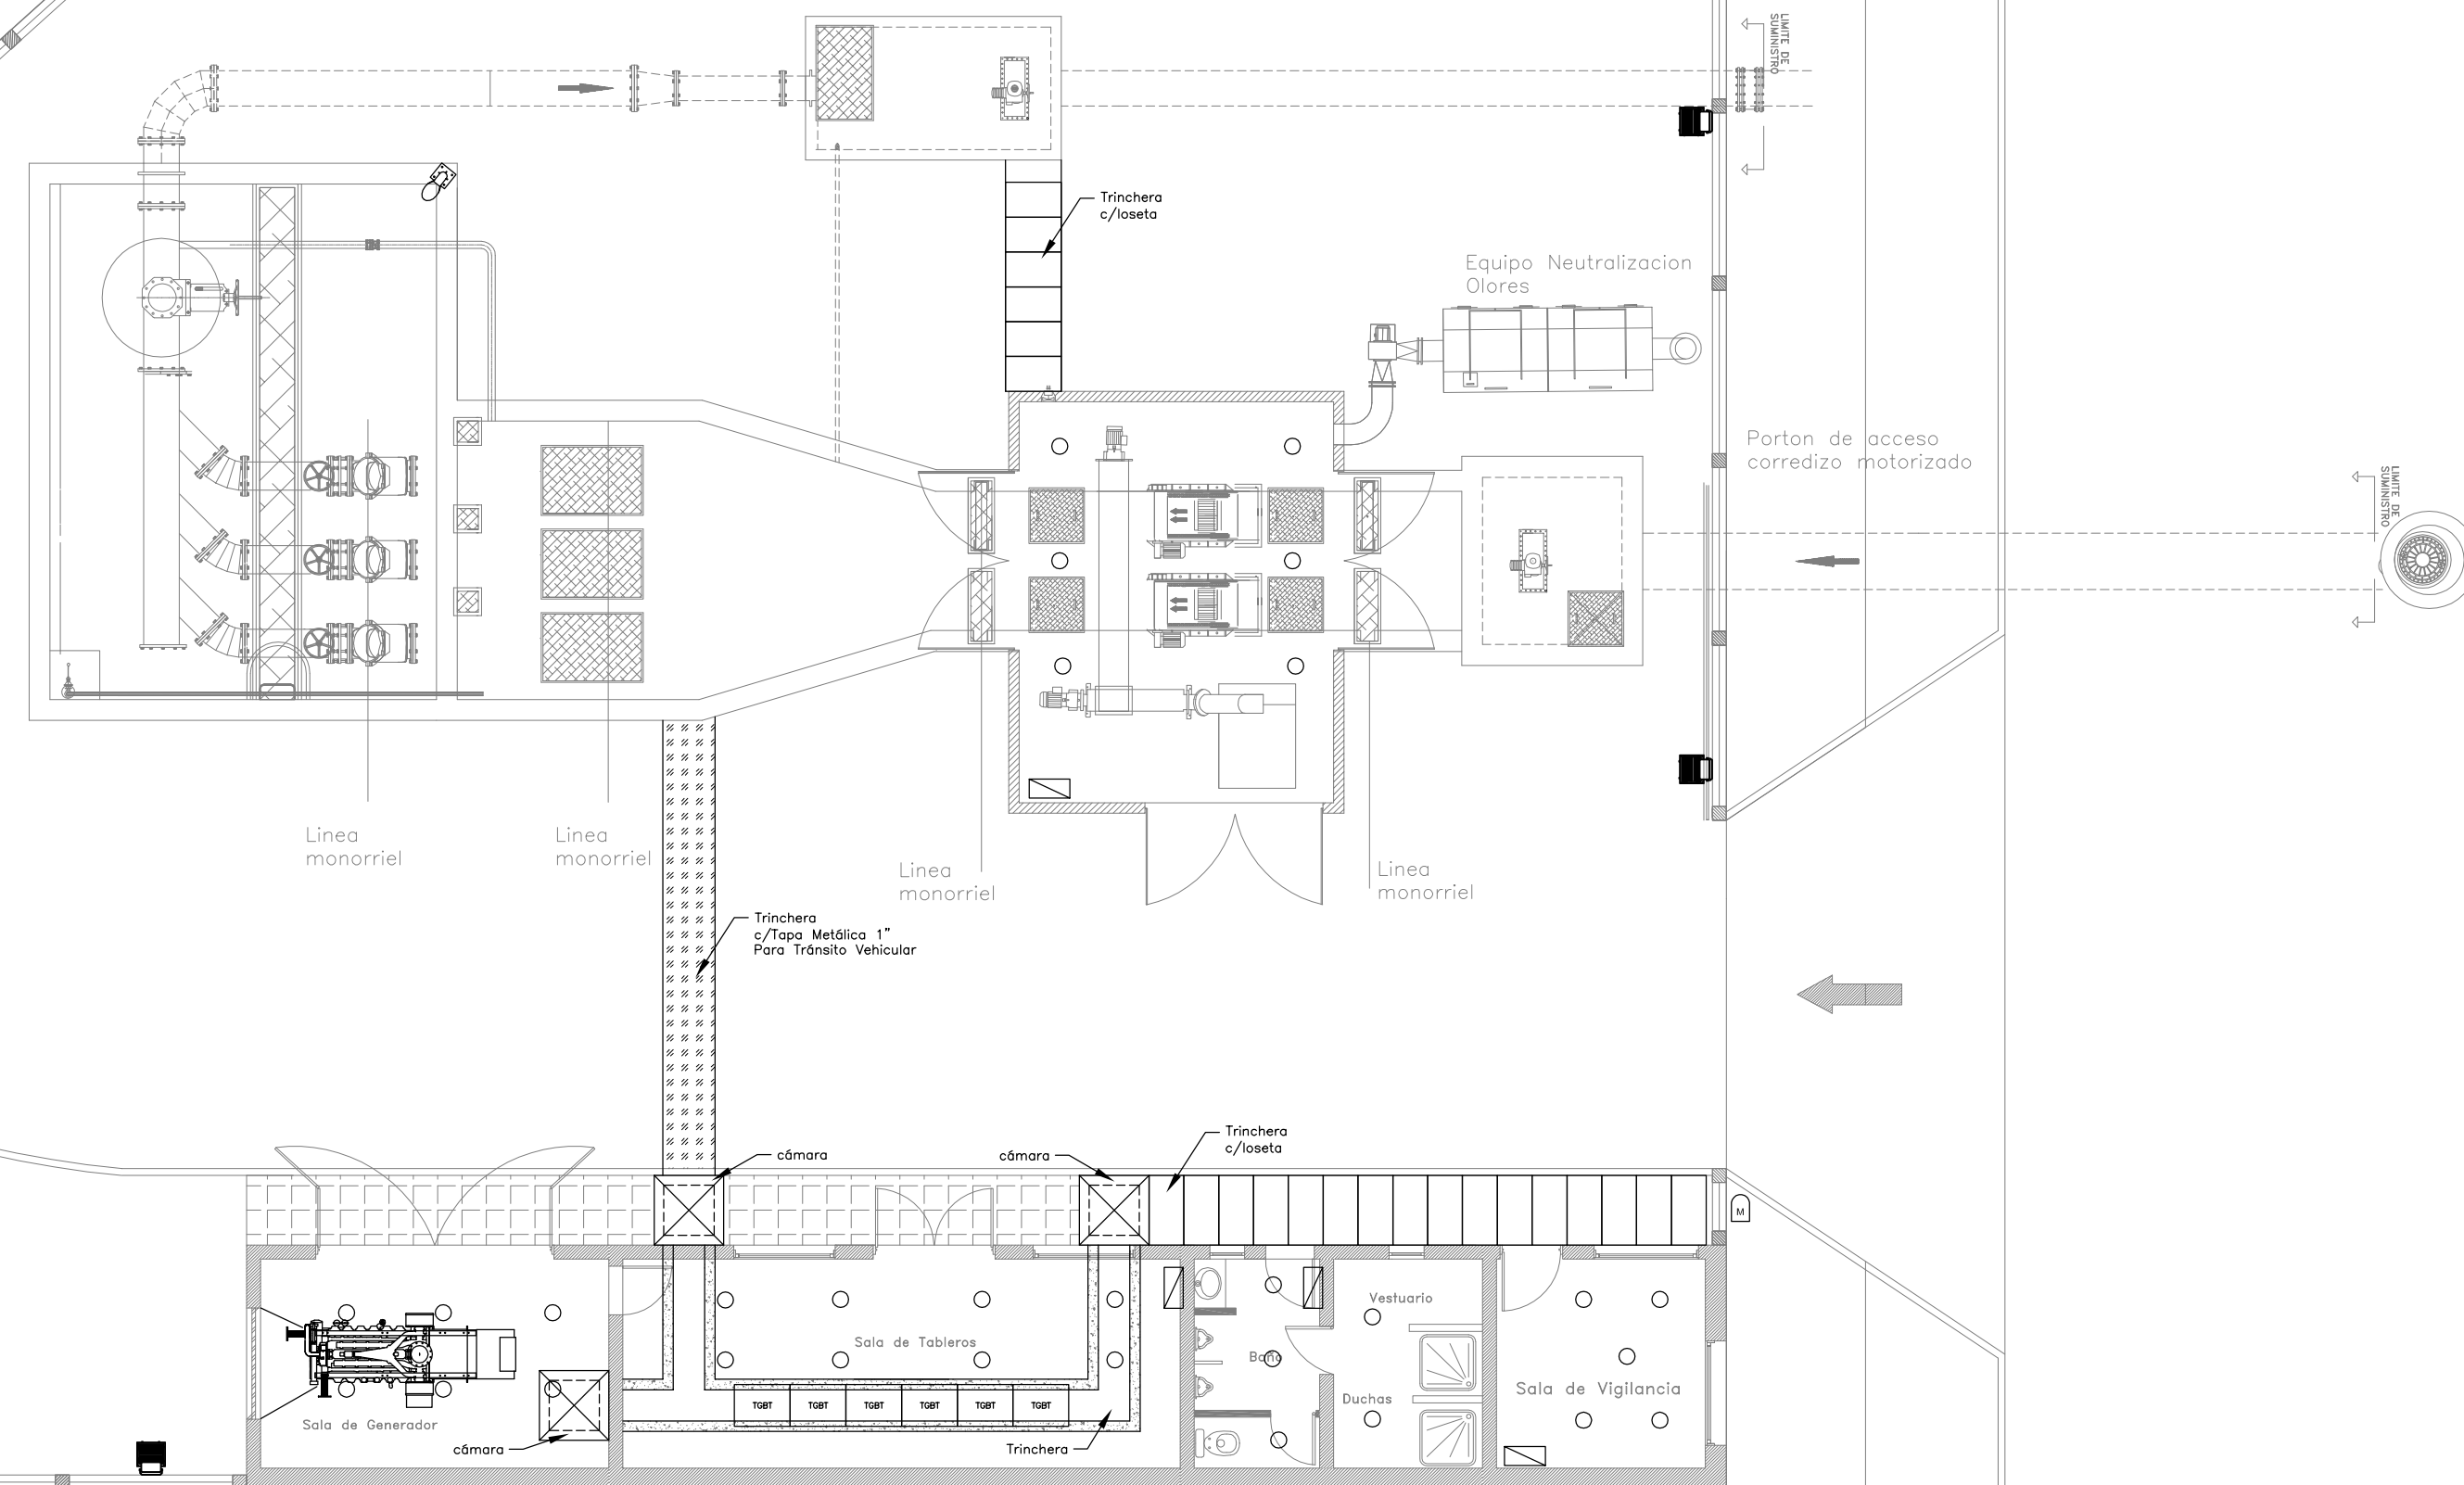 LIMITE DE
SUMINISTRO
Trinchera
c/loseta
Equipo Neutralizacion
Olores
Porton de acceso
corredizo motorizado
LIMITE DE
SUMINISTRO
Linea
monorriel
Linea
monorriel
Linea
monorriel
Linea
monorriel
Trinchera
c/Tapa Metálica 1"
Para Tránsito Vehicular
cámara
cámara
Trinchera
c/loseta
M
Vestuario
Sala de Tableros
Baño
Sala de Vigilancia
Duchas
TGBT
TGBT
TGBT
TGBT
TGBT
TGBT
Sala de Generador
cámara
Trinchera